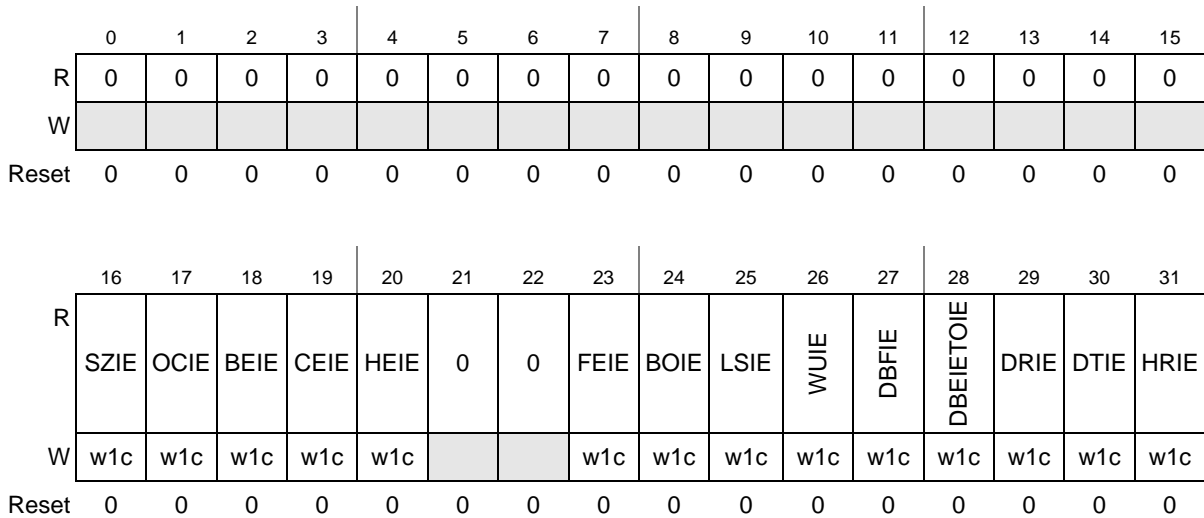 0 1 2 3 4 5 6 7 8 9 10 11 12 13 14 15
R 0 0 0 0 0 0 0 0 0 0 0 0 0 0 0 0
W
Reset 0 0 0 0 0 0 0 0 0 0 0 0 0 0 0 0
16 17 18 19 20 21 22 23 24 25 26 27 28 29 30 31
R SZIE OCIE BEIE CEIE HEIE 0 0 FEIE BOIE LSIE WUIE DBFIE DBEIETOIE DRIE DTIE HRIE
W w1c w1c w1c w1c w1c w1c w1c w1c w1c w1c w1c w1c w1c w1c
Reset 0 0 0 0 0 0 0 0 0 0 0 0 0 0 0 0